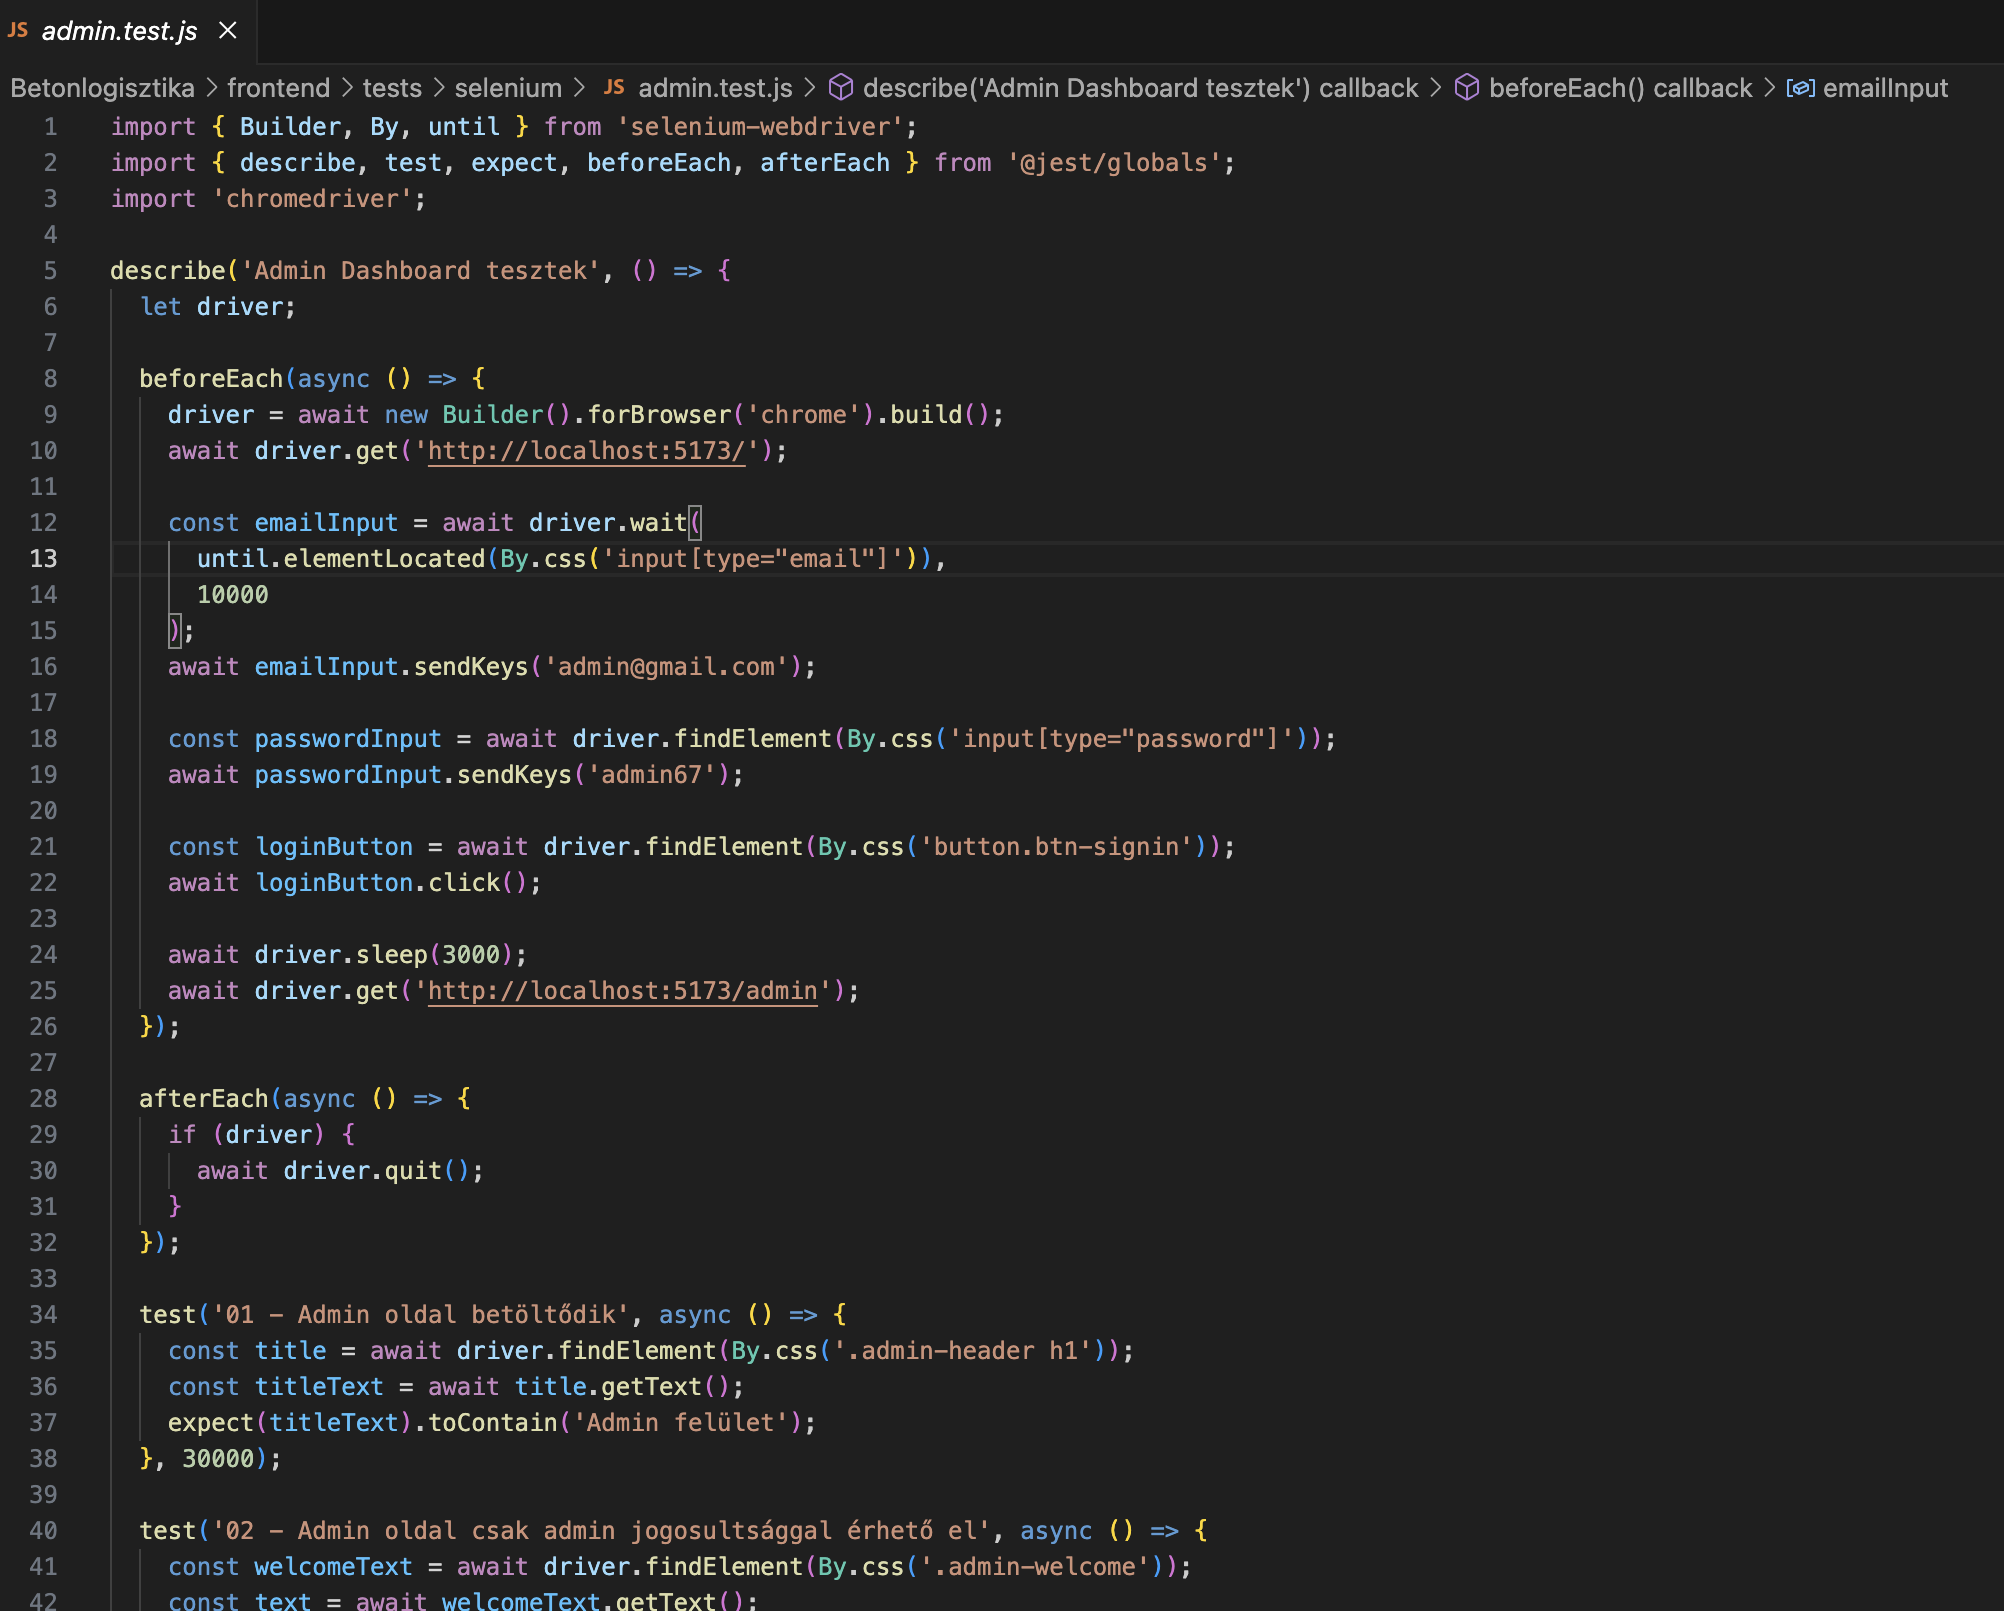 JS admin.test.js ×
Betonlogisztika > frontend > tests > selenium > JS admin.test.js > describe('Admin Dashboard tesztek') callback > beforeEach() callback > emailInput
1 import { Builder, By, until } from 'selenium-webdriver';
2 import { describe, test, expect, beforeEach, afterEach } from '@jest/globals';
3 import 'chromedriver';
4
5 describe('Admin Dashboard tesztek', () => {
6   let driver;
7
8   beforeEach(async () => {
9     driver = await new Builder().forBrowser('chrome').build();
10     await driver.get('http://localhost:5173/');
11
12     const emailInput = await driver.wait(
13       until.elementLocated(By.css('input[type="email"]')),
14       10000
15     );
16     await emailInput.sendKeys('admin@gmail.com');
17
18     const passwordInput = await driver.findElement(By.css('input[type="password"]'));
19     await passwordInput.sendKeys('admin67');
20
21     const loginButton = await driver.findElement(By.css('button.btn-signin'));
22     await loginButton.click();
23
24     await driver.sleep(3000);
25     await driver.get('http://localhost:5173/admin');
26   });
27
28   afterEach(async () => {
29     if (driver) {
30       await driver.quit();
31     }
32   });
33
34   test('01 - Admin oldal betöltődik', async () => {
35     const title = await driver.findElement(By.css('.admin-header h1'));
36     const titleText = await title.getText();
37     expect(titleText).toContain('Admin felület');
38   }, 30000);
39
40   test('02 - Admin oldal csak admin jogosultsággal érhető el', async () => {
41     const welcomeText = await driver.findElement(By.css('.admin-welcome'));
42     const text = await welcomeText.getText();